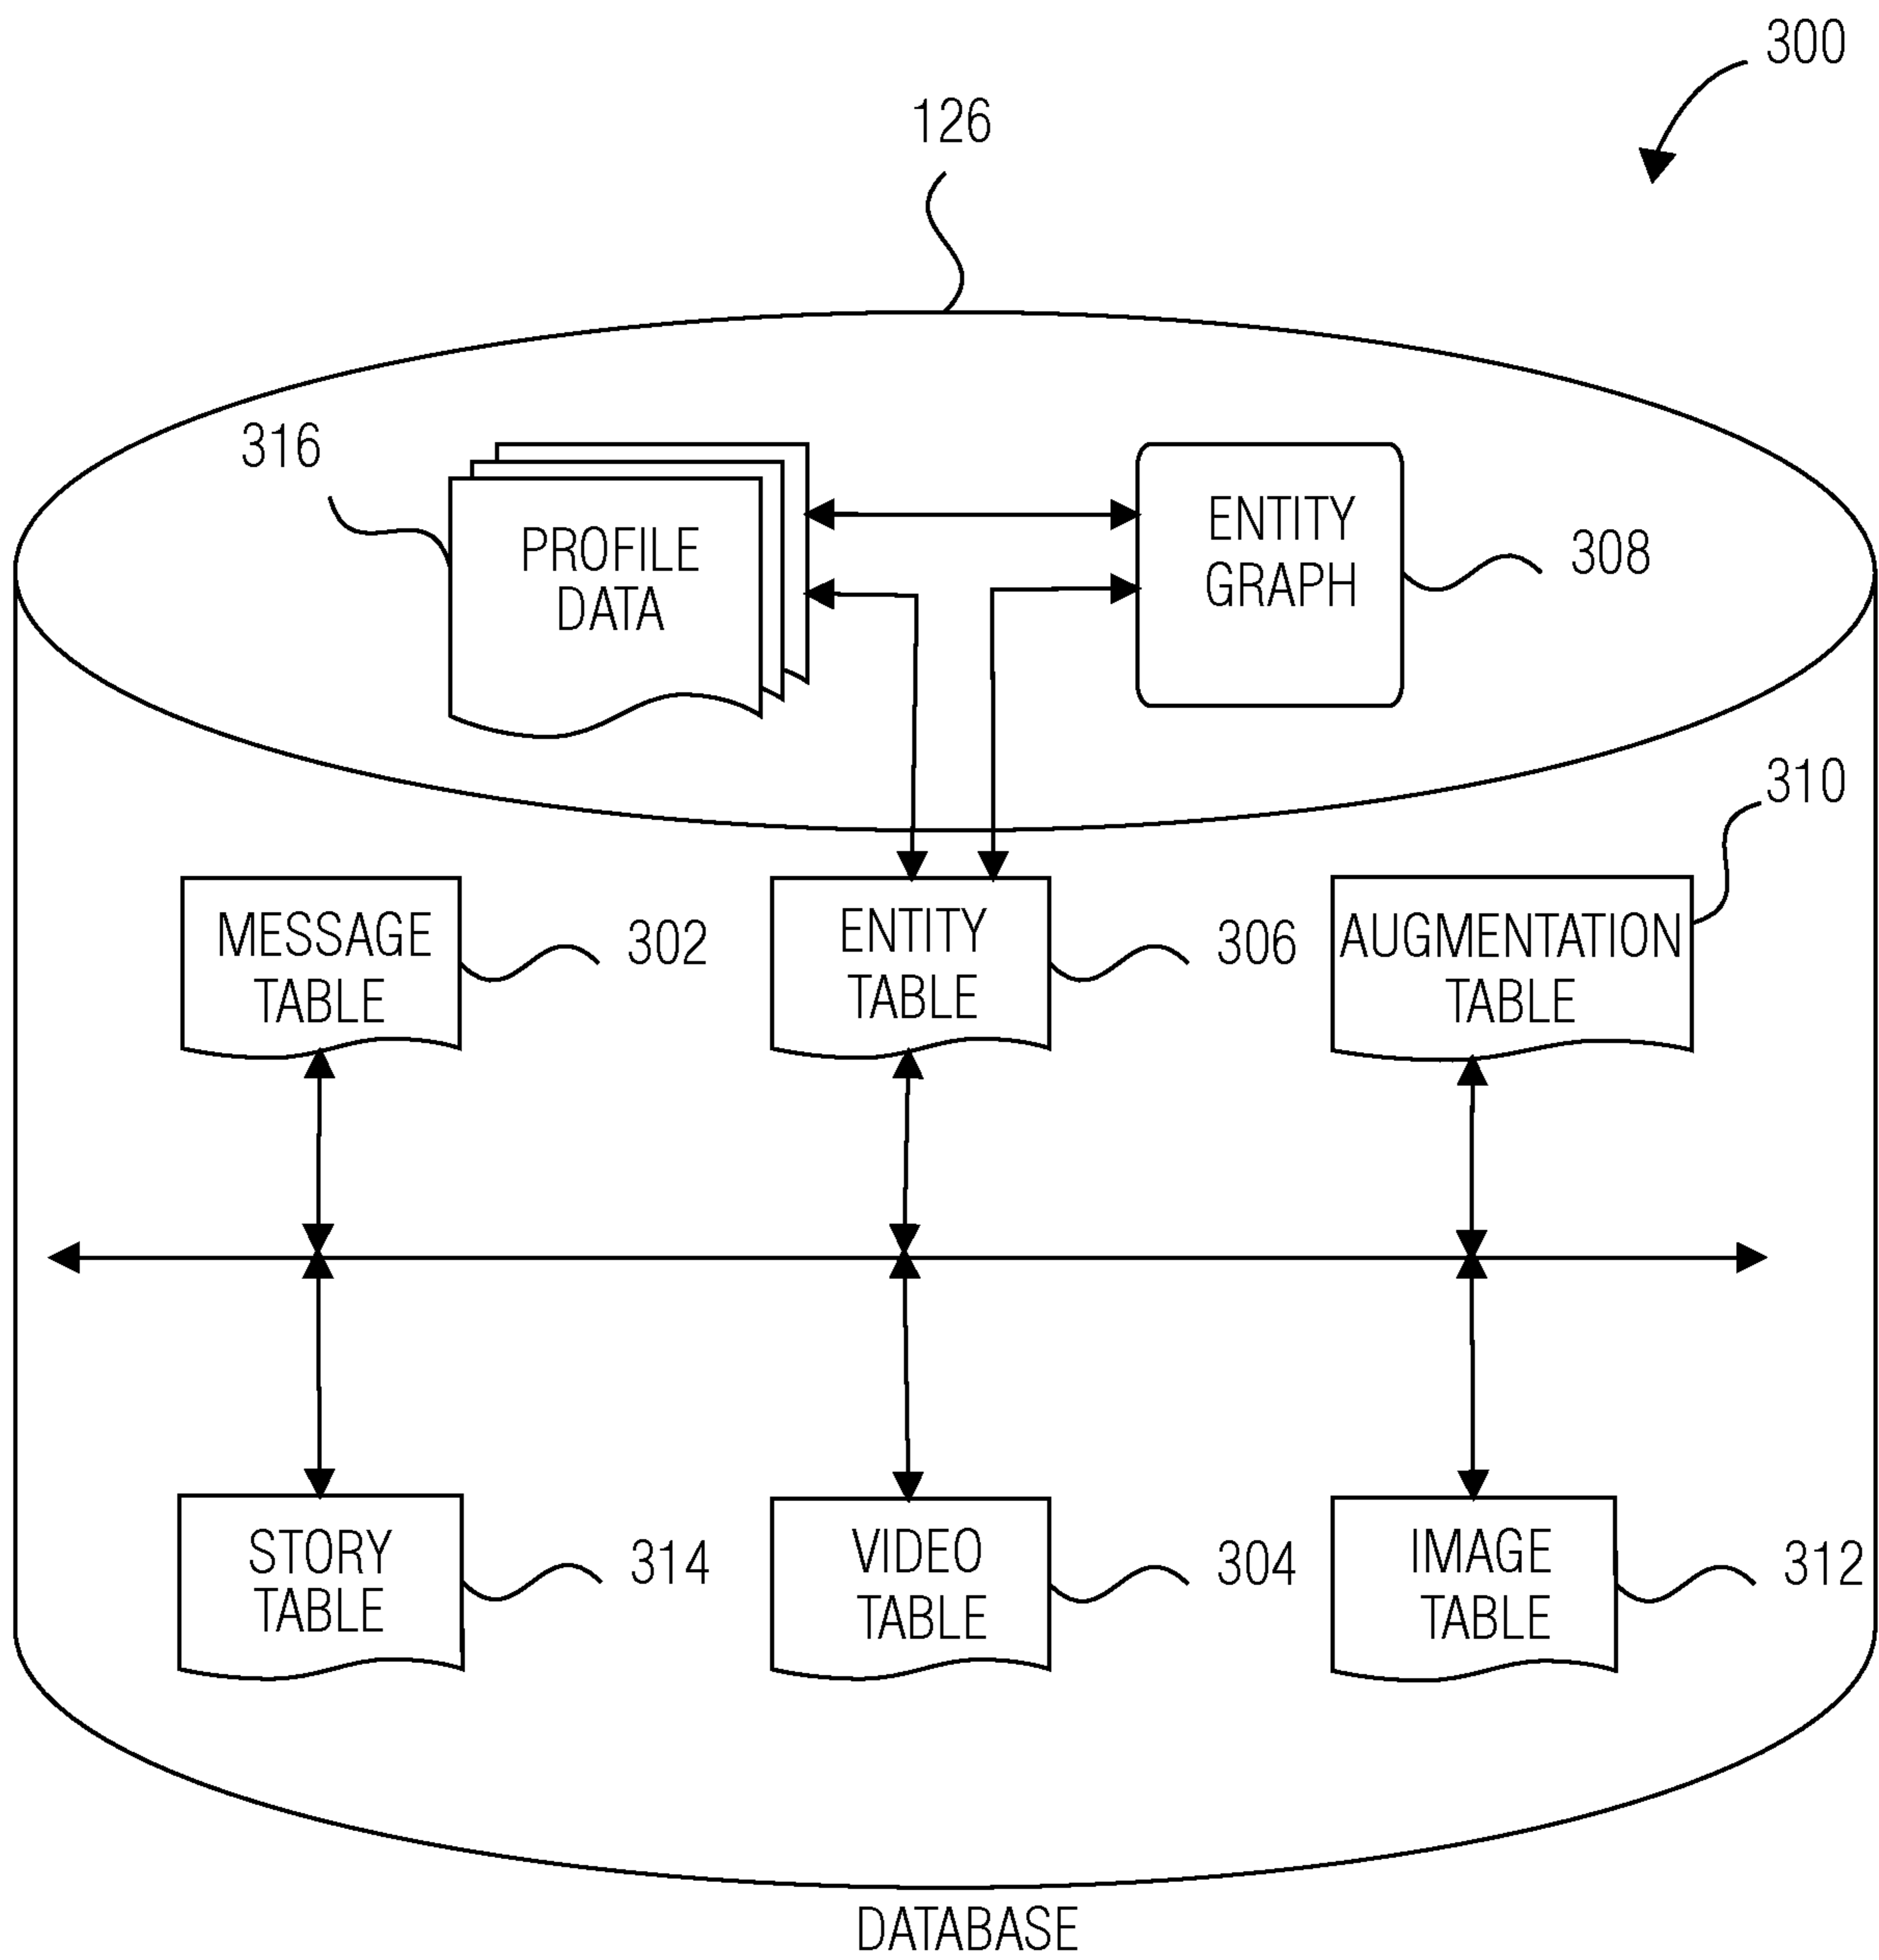 300
126
316
PROFILE
DATA
ENTITY
GRAPH
308
310
MESSAGE
TABLE
302
ENTITY
TABLE
306
AUGMENTATION
TABLE
STORY
TABLE
314
VIDEO
TABLE
304
IMAGE
TABLE
312
DATABASE